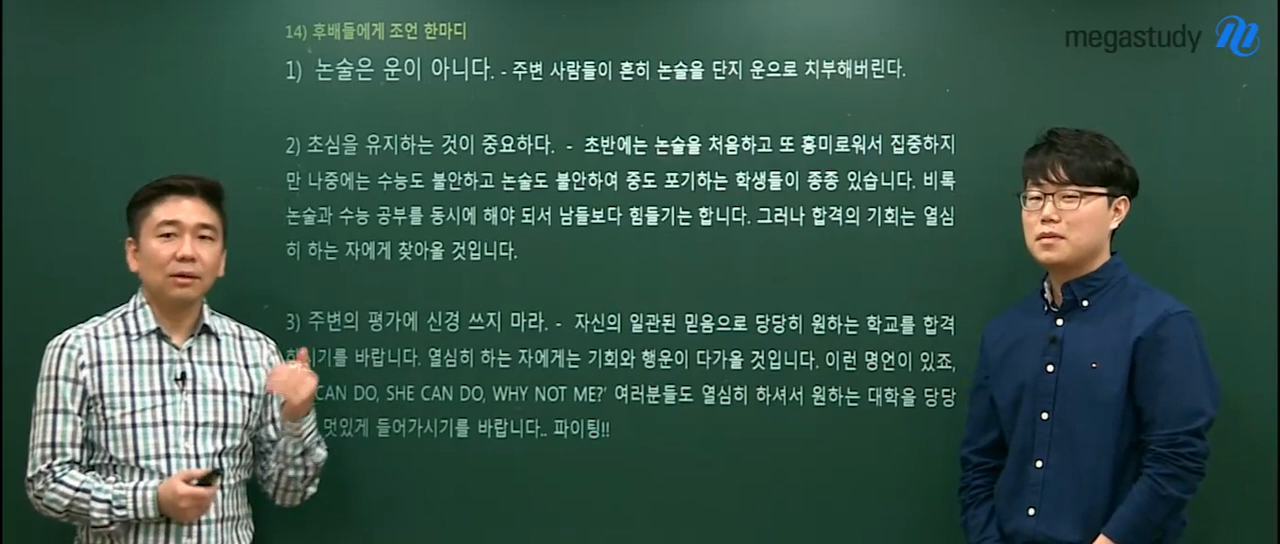 megastudy
14) 후배들에게 조언 한마디
1) 논술은 운이 아니다. - 주변 사람들이 흔히 논술을 단지 운으로 치부해버린다.
2) 초심을 유지하는 것이 중요하다. - 초반에는 논술을 처음하고 또 흥미로워서 집중하지
만 나중에는 수능도 불안하고 논술도 불안하여 중도 포기하는 학생들이 종종 있습니다. 비록
논술과 수능 공부를 동시에 해야 되서 남들보다 힘들기는 합니다. 그러나 합격의 기회는 열심
히 하는 자에게 찾아올 것입니다.
3) 주변의 평가에 신경 쓰지 마라. - 자신의 일관된 믿음으로 당당히 원하는 학교를 합격
하시기를 바랍니다. 열심히 하는 자에게는 기회와 행운이 다가올 것입니다. 이런 명언이 있죠,
CAN DO, SHE CAN DO, WHY NOT ME?' 여러분들도 열심히 하셔서 원하는 대학을 당당
멋있게 들어가시기를 바랍니다.. 파이팅!!